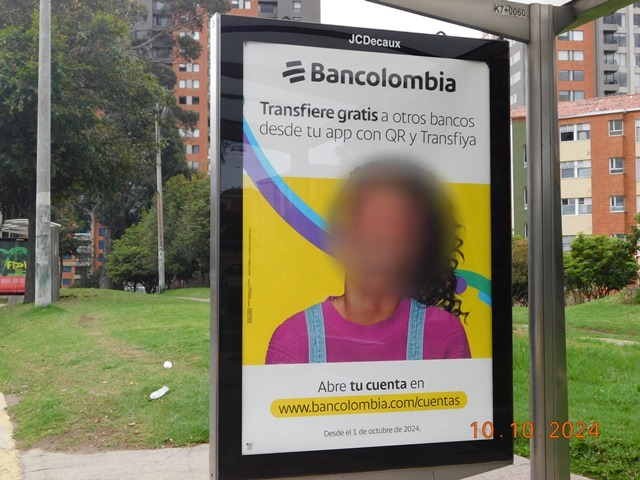 K7+0060
JCDecaux
Bancolombia
Transfiere gratis a otros bancos
desde tu app con QR y Transfiya
Abre tu cuenta en
www.bancolombia.com/cuentas
Desde el 1 de octubre de 2024.
10.10.2024